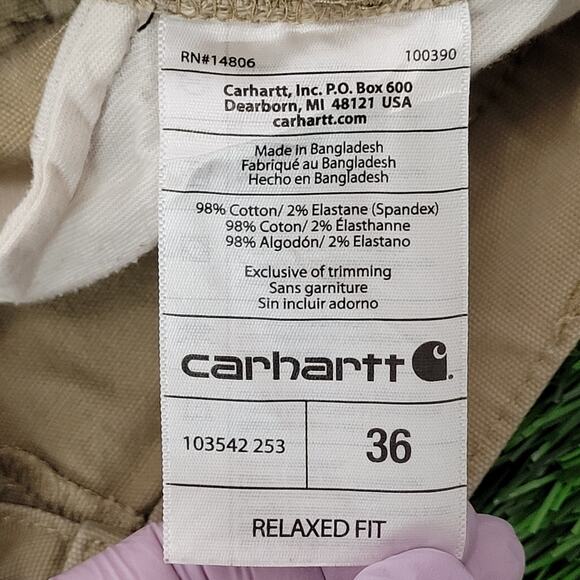 RN#14806 100390
Carhartt, Inc. P.O. Box 600
Dearborn, MI 48121 USA
carhartt.com
Made in Bangladesh
Fabriqué au Bangladesh
Hecho en Bangladesh
98% Cotton/ 2% Elastane (Spandex)
98% Coton/ 2% Élasthanne
98% Algodón/ 2% Elastano
Exclusive of trimming
Sans garniture
Sin incluir adorno
carhartt
103542 253 36
RELAXED FIT